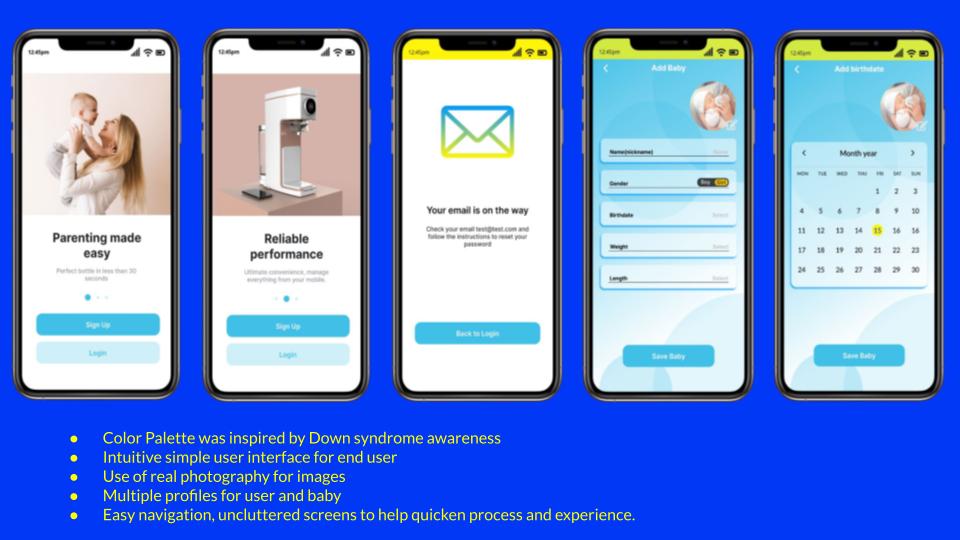 12:45pm
Parenting made
easy
Perfect bottle in less than 30
seconds
Sign Up
Login
12:45pm
Reliable
performance
Ultimate convenience, manage
everything from your mobile.
Sign Up
Login
12:45pm
Your email is on the way
Check your email test@test.com and
follow the instructions to reset your
password
Back to Login
12:45pm
Add Baby
Name(nickname) Name
Gender Boy Girl
Birthdate Select
Weight Select
Length Select
Save Baby
12:45pm
Add birthdate
Month year
MON TUE WED THU FRI SAT SUN
1 2 3
4 5 6 7 8 9 10
11 12 13 14 15 16 16
17 18 19 20 21 22 23
24 25 26 27 28 29 30
Save Baby
● Color Palette was inspired by Down syndrome awareness
● Intuitive simple user interface for end user
● Use of real photography for images
● Multiple profiles for user and baby
● Easy navigation, uncluttered screens to help quicken process and experience.